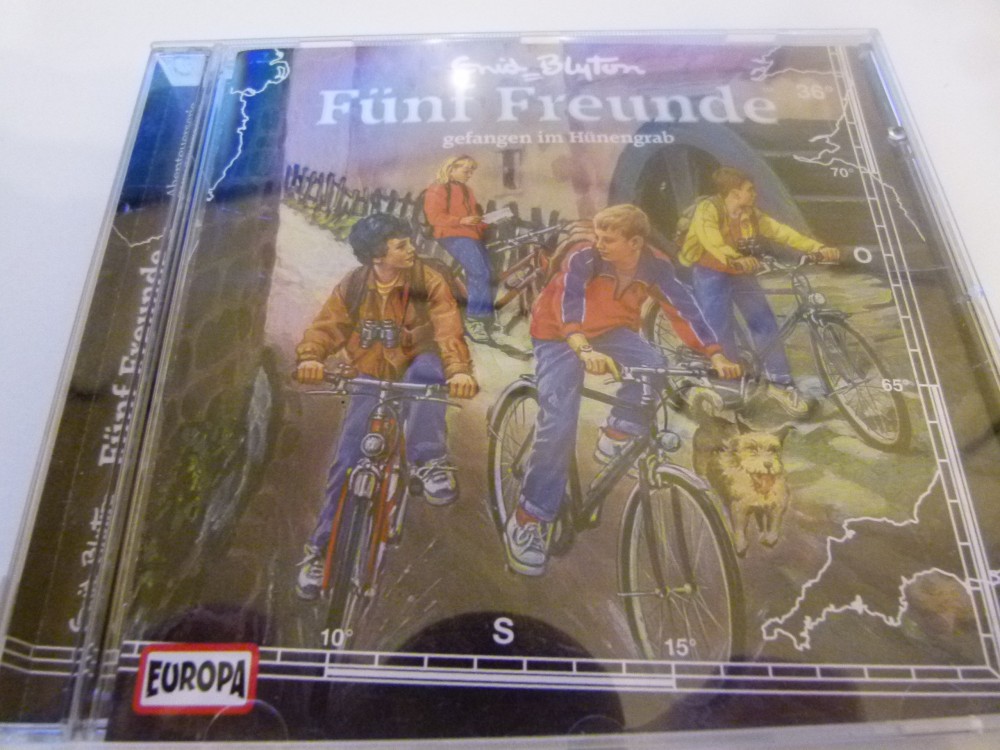 Enid Blyton
Fünf Freunde
gefangen im Hünengrab
36°
70°
O
65°
10°
S
15°
EUROPA
Fünf Freunde
Enid Blyton